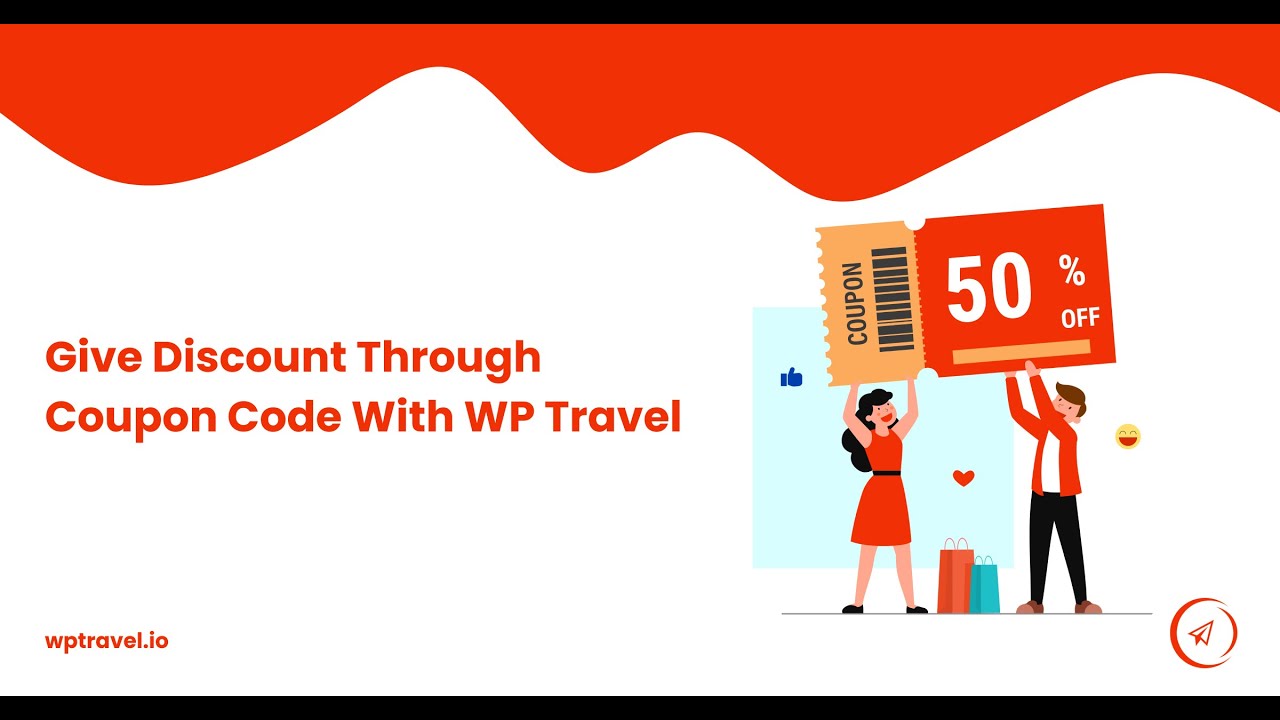 Give Discount Through
Coupon Code With WP Travel
COUPON
50 %
OFF
wptravel.io